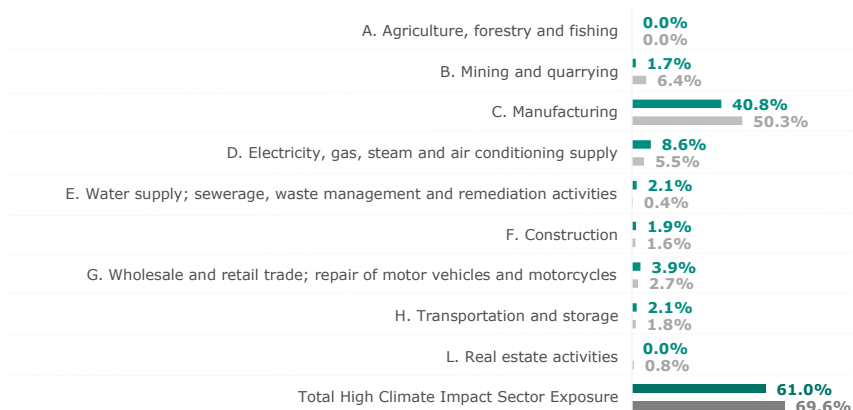 A. Agriculture, forestry and fishing
0.0%
0.0%
B. Mining and quarrying
1.7%
6.4%
C. Manufacturing
40.8%
50.3%
D. Electricity, gas, steam and air conditioning supply
8.6%
5.5%
E. Water supply; sewerage, waste management and remediation activities
2.1%
0.4%
F. Construction
1.9%
1.6%
G. Wholesale and retail trade; repair of motor vehicles and motorcycles
3.9%
2.7%
H. Transportation and storage
2.1%
1.8%
L. Real estate activities
0.0%
0.8%
Total High Climate Impact Sector Exposure
61.0%
69.6%